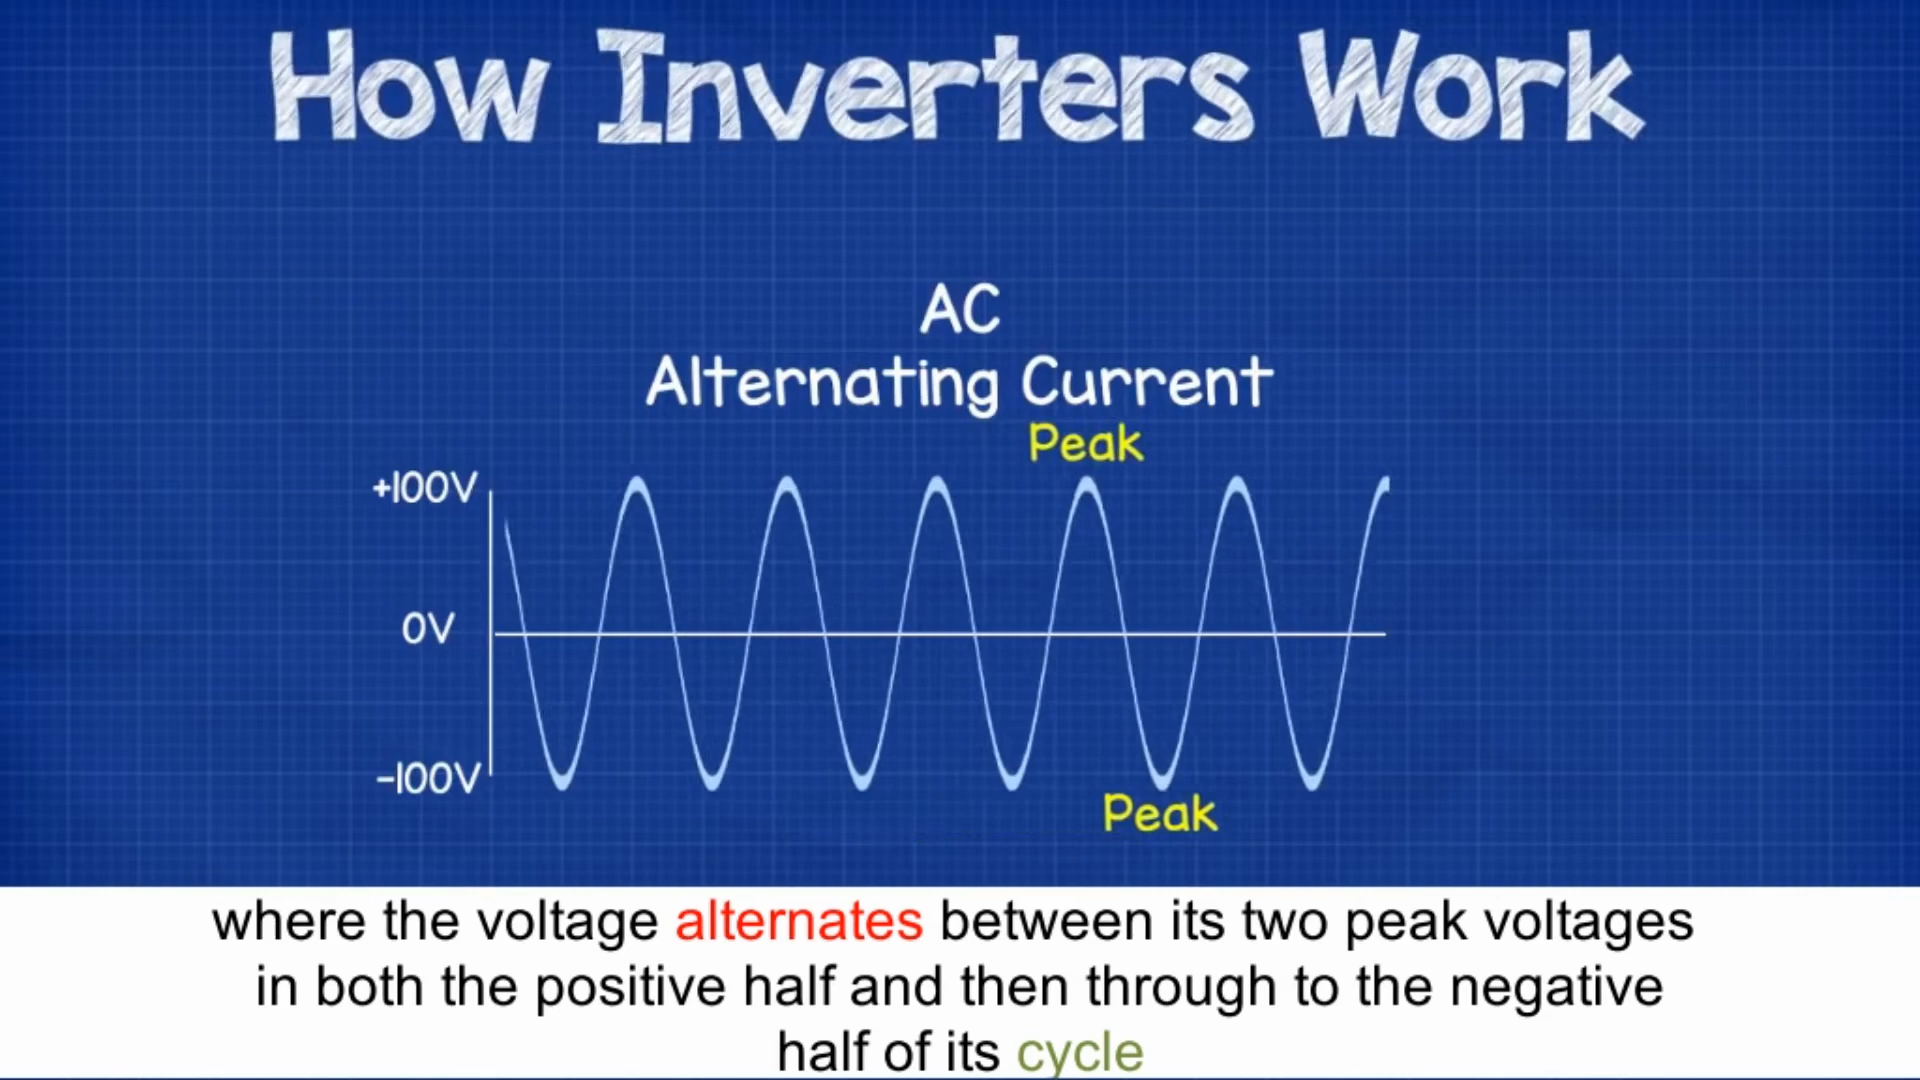 How Inverters Work
AC
Alternating Current
Peak
+100V
0V
-100V
Peak
where the voltage alternates between its two peak voltages
in both the positive half and then through to the negative
half of its cycle